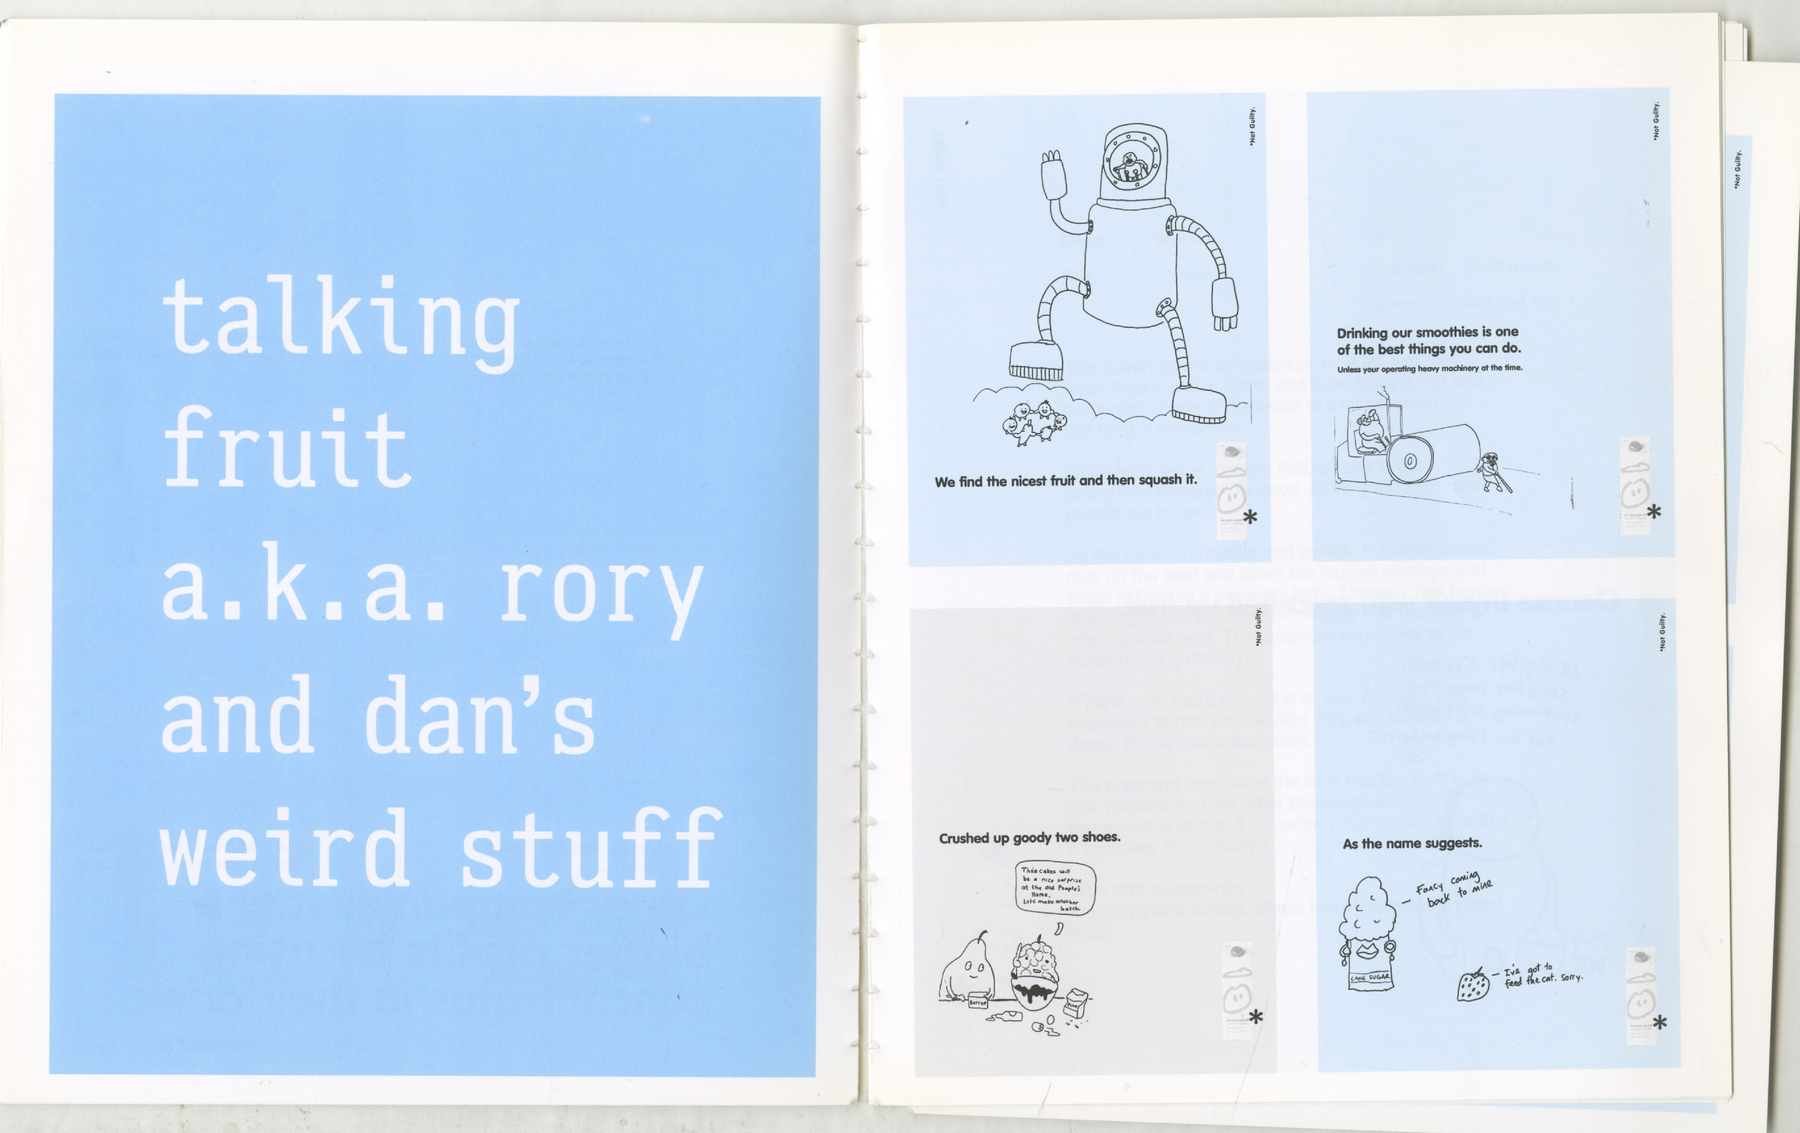 talking
fruit
a.k.a. rory
and dan's
weird stuff
*Not Guilty.
We find the nicest fruit and then squash it.
*
*Not Guilty.
Drinking our smoothies is one
of the best things you can do.
Unless your operating heavy machinery at the time.
*
*Not Guilty.
Crushed up goody two shoes.
These cakes will
be a nice surprise
at the old People's
Home.
Lets make another
batch
Butter
*
*Not Guilty.
As the name suggests.
Fancy coming
back to mine
CANE SUGAR
I've got to
feed the cat. Sorry.
*
*Not Guilty.